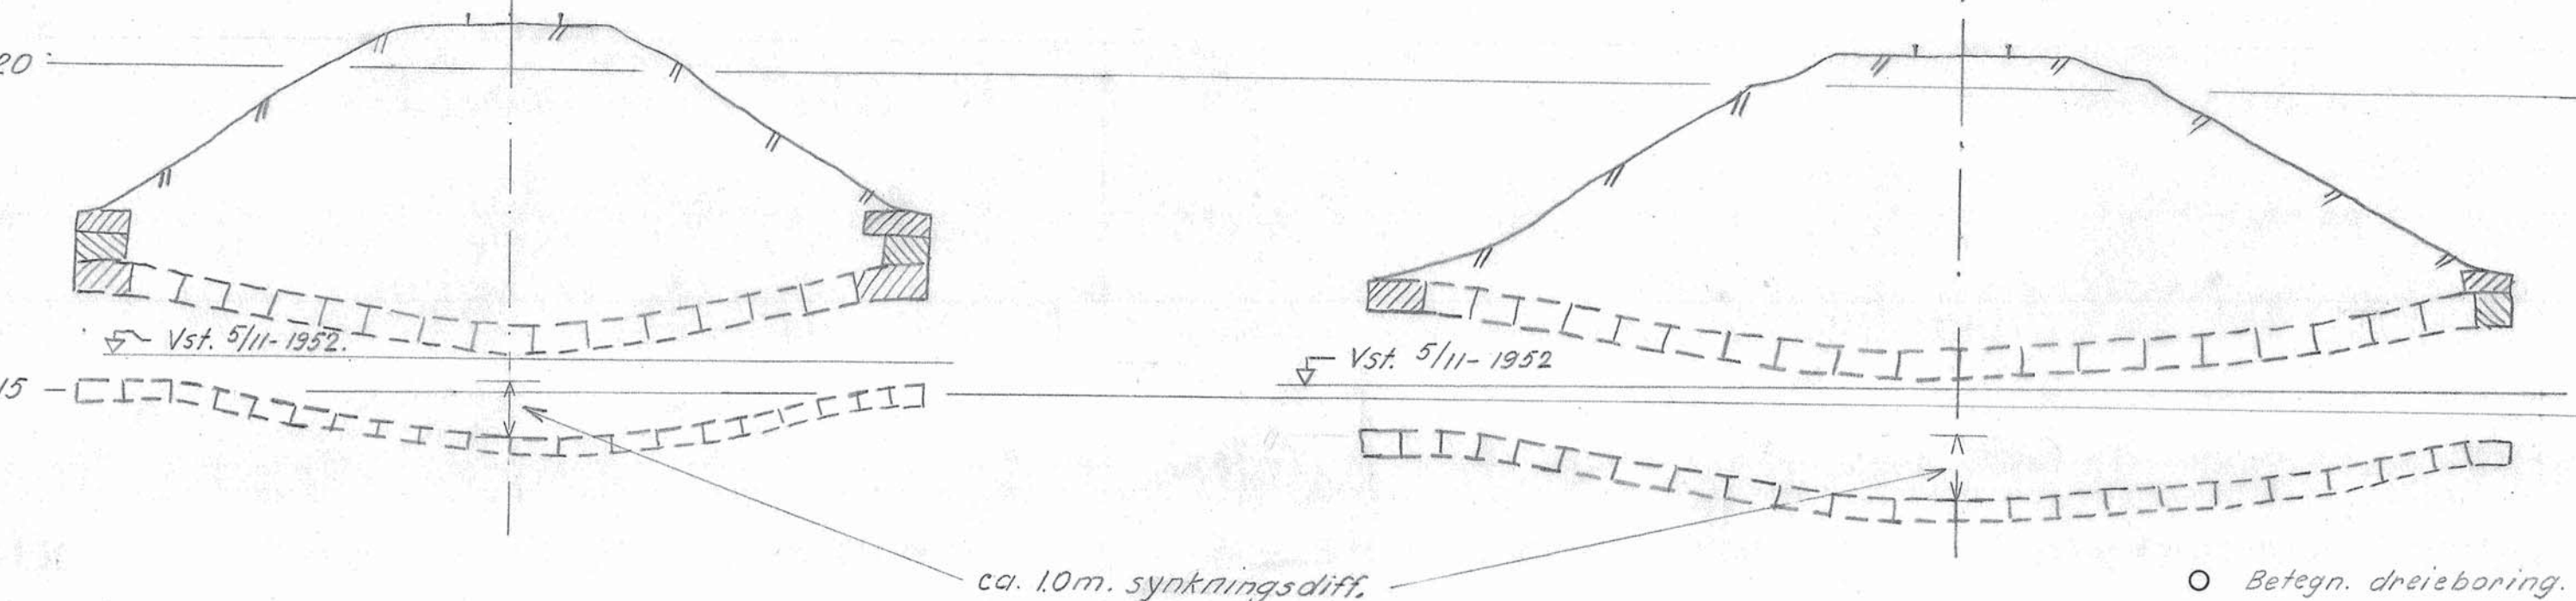 20
Vst. 5/11-1952.
Vst. 5/11-1952
15
ca. 1.0m. synkningsdiff.
Betegn. dreieboring.